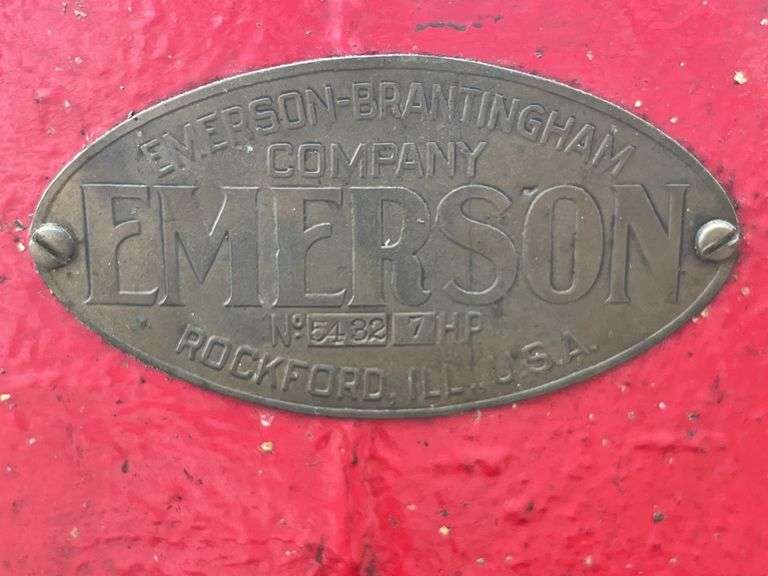 EMERSON-BRANTINGHAM
COMPANY
EMERSON
Nº 5432 7 HP
ROCKFORD, ILL., U.S.A.